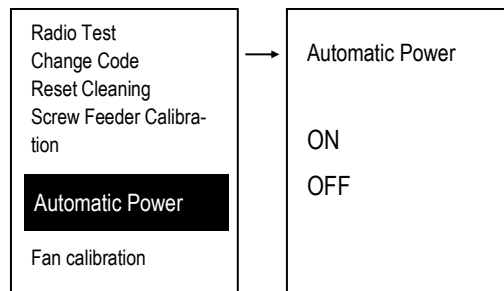 Radio Test
Change Code
Reset Cleaning
Screw Feeder Calibra-
tion
Automatic Power
Fan calibration
Automatic Power
ON
OFF